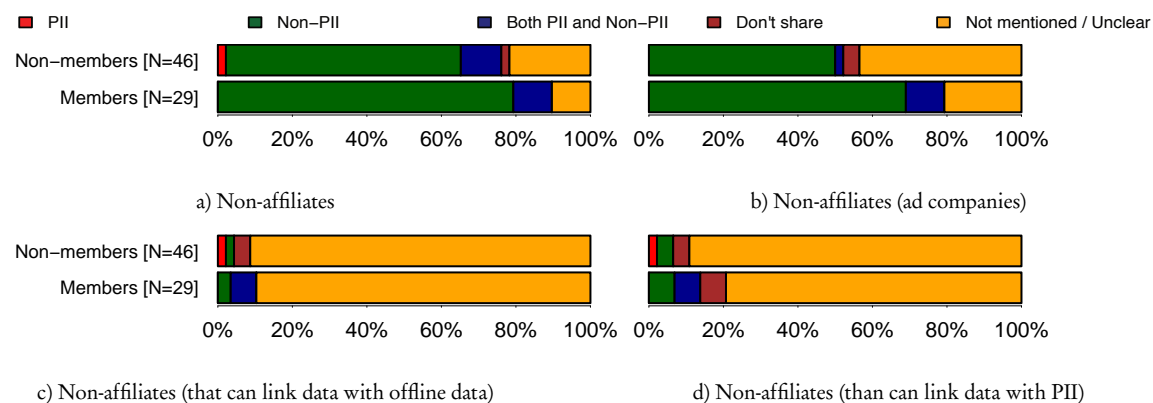 PII Non−PII Both PII and Non−PII Don't share Not mentioned / Unclear
Non−members [N=46]
Members [N=29]
0% 20% 40% 60% 80% 100%
0% 20% 40% 60% 80% 100%
a) Non-affiliates
b) Non-affiliates (ad companies)
Non−members [N=46]
Members [N=29]
0% 20% 40% 60% 80% 100%
0% 20% 40% 60% 80% 100%
c) Non-affiliates (that can link data with offline data)
d) Non-affiliates (than can link data with PII)